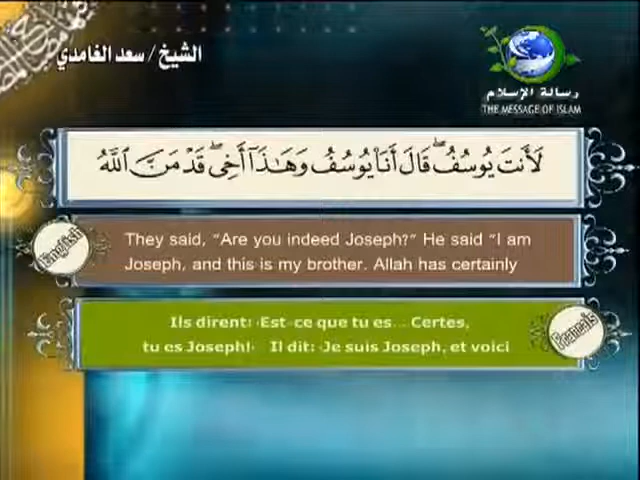 الشيخ / سعد الغامدي
رسالة الإسلام
THE MESSAGE OF ISLAM
لَأَنتَ يُوسُفُ ۖ قَالَ أَنَا۠ يُوسُفُ وَهَٰذَآ أَخِى ۖ قَدْ مَنَّ ٱللَّهُ
English
They said, “Are you indeed Joseph?” He said “I am
Joseph, and this is my brother. Allah has certainly
Ils dirent: ‹Est-ce que tu es... Certes,
tu es Joseph!› Il dit: ‹Je suis Joseph, et voici
Français